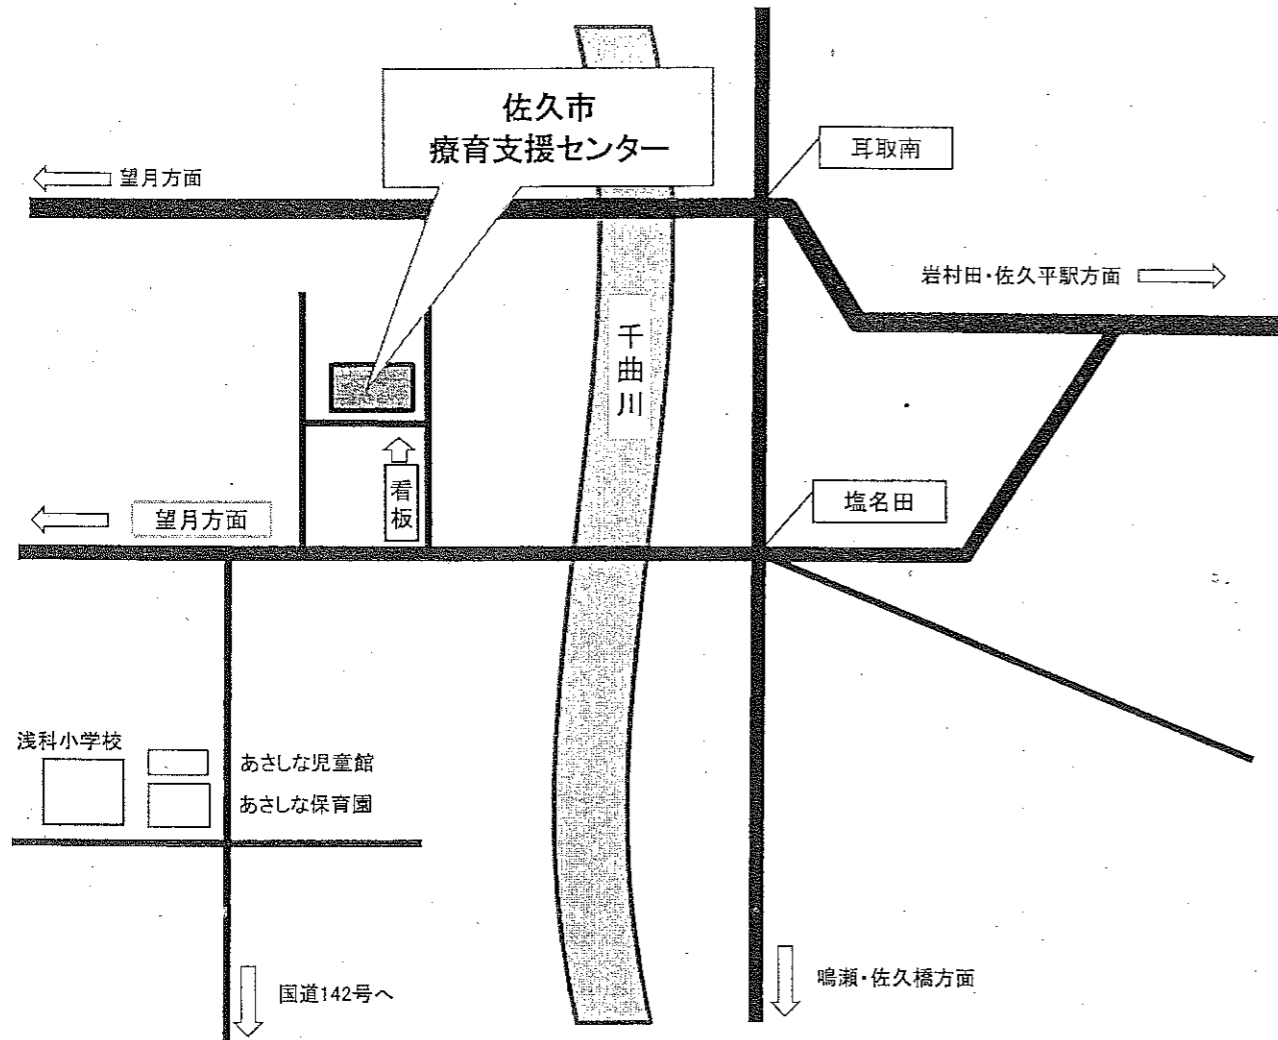 佐久市
療育支援センター
耳取南
望月方面
岩村田・佐久平駅方面
千曲川
看板
望月方面
塩名田
浅科小学校
あさしな児童館
あさしな保育園
国道142号へ
鳴瀬・佐久橋方面